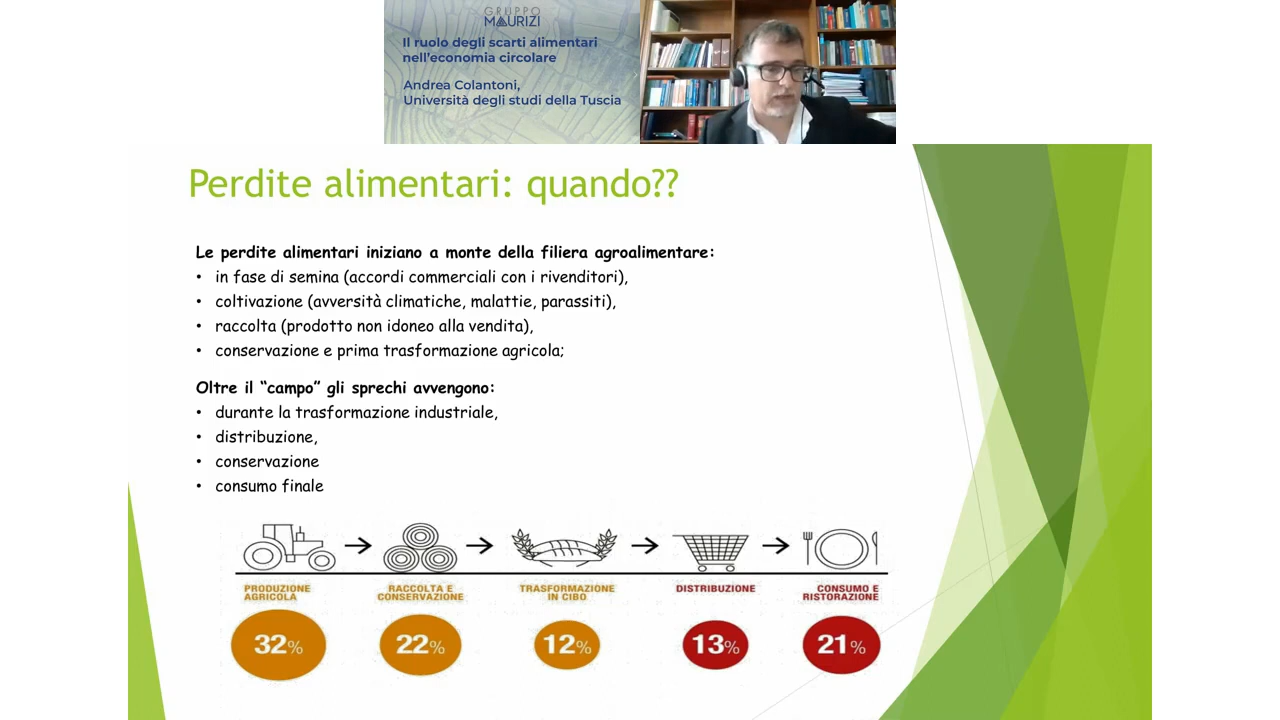 GRUPPO
MAURIZI
Il ruolo degli scarti alimentari
nell'economia circolare
Andrea Colantoni,
Università degli studi della Tuscia
Perdite alimentari: quando??
Le perdite alimentari iniziano a monte della filiera agroalimentare:
• in fase di semina (accordi commerciali con i rivenditori),
• coltivazione (avversità climatiche, malattie, parassiti),
• raccolta (prodotto non idoneo alla vendita),
• conservazione e prima trasformazione agricola;
Oltre il “campo” gli sprechi avvengono:
• durante la trasformazione industriale,
• distribuzione,
• conservazione
• consumo finale
PRODUZIONE
AGRICOLA
32%
RACCOLTA E
CONSERVAZIONE
22%
TRASFORMAZIONE
IN CIBO
12%
DISTRIBUZIONE
13%
CONSUMO E
RISTORAZIONE
21%